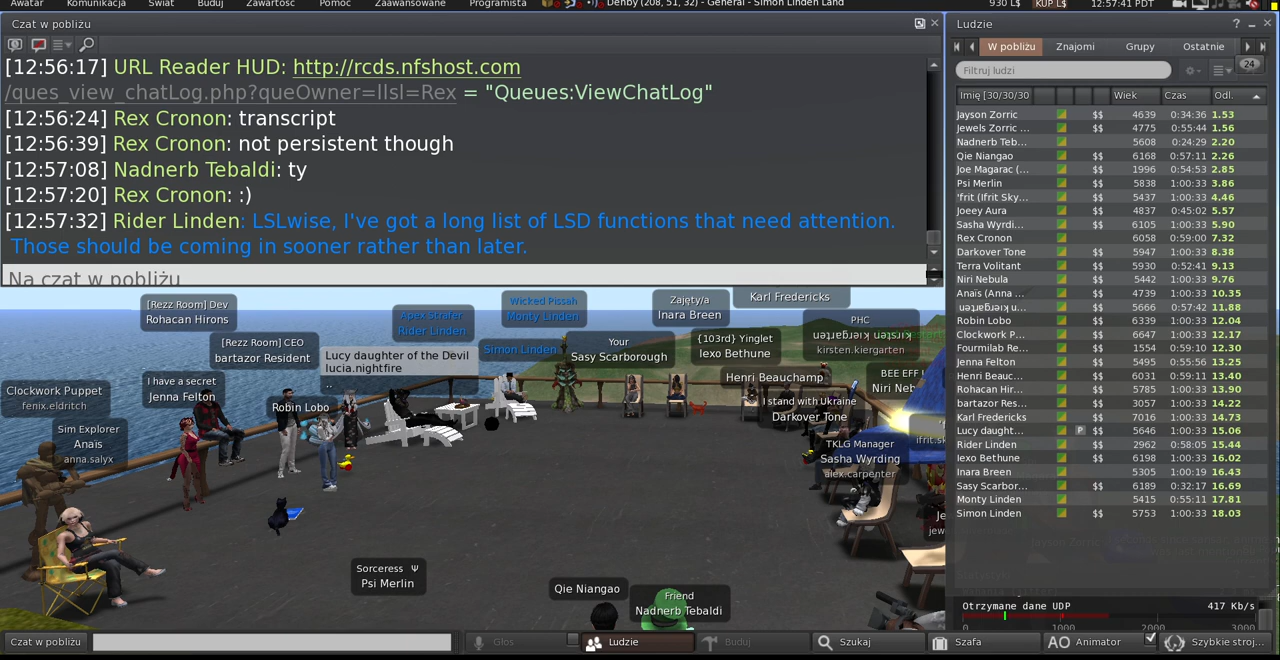 Awatar Komunikacja Świat Buduj Zawartość Pomoc Zaawansowane Programista Denby (208, 51, 32) - General - Simon Linden Land 930 L$ KUP L$ 12:57:41 PDT
Czat w pobliżu
[12:56:17] URL Reader HUD: http://rcds.nfshost.com
/ques_view_chatLog.php?queOwner=llsl=Rex = "Queues:ViewChatLog"
[12:56:24] Rex Cronon: transcript
[12:56:39] Rex Cronon: not persistent though
[12:57:08] Nadnerb Tebaldi: ty
[12:57:20] Rex Cronon: :)
[12:57:32] Rider Linden: LSLwise, I've got a long list of LSD functions that need attention.
Those should be coming in sooner rather than later.
Na czat w pobliżu
[Rezz Room] Dev
Rohacan Hirons
[Rezz Room] CEO
bartazor Resident
Apex Strafer
Rider Linden
Wicked Pissah
Monty Linden
Simon Linden
Zajęty/a
Inara Breen
Karl Fredericks
PHC
kirsten.kiergarten
Your
Sasy Scarborough
{103rd} Yinglet
Iexo Bethune
Lucy daughter of the Devil
lucia.nightfire
..
Clockwork Puppet
fenix.eldritch
I have a secret
Jenna Felton
Robin Lobo
Henri Beauchamp
BEE EFF
Niri Neb
I stand with Ukraine
Darkover Tone
Sim Explorer
Anaïs
anna.salyx
TKLG Manager
Sasha Wyrding
alex.carpenter
ifrit.sk
Je
jew
Sorceress Ψ
Psi Merlin
Qie Niangao
Friend
Nadnerb Tebaldi
Ludzie
? _ ×
W pobliżu Znajomi Grupy Ostatnie
Filtruj ludzi 24
Imię [30/30/30 Wiek Czas Odl.
Jayson Zorric 4639 0:34:36 1.53
Jewels Zorric ... $$ 4775 0:55:44 1.56
Nadnerb Teb... 5608 0:24:29 2.20
Qie Niangao $$ 6168 0:57:11 2.26
Joe Magarac (... $$ 1996 0:54:53 2.85
Psi Merlin $$ 5838 1:00:33 3.86
'frit (Ifrit Sky... $$ 5437 1:00:33 4.46
Joeey Aura $$ 4837 0:45:02 5.57
Sasha Wyrdi... $$ 6105 1:00:33 5.90
Rex Cronon 6058 0:59:00 7.32
Darkover Tone $$ 5947 1:00:33 8.38
Terra Volitant $$ 5930 0:52:41 9.13
Niri Nebula $$ 5442 1:00:33 9.76
Anaïs (Anna ... $$ 4739 1:00:33 10.35
$$ 5666 0:57:42 11.88
Robin Lobo $$ 6339 1:00:33 12.04
Clockwork P... $$ 6647 1:00:33 12.17
Fourmilab Re... $$ 1554 0:59:10 12.30
Jenna Felton $$ 5495 0:55:56 13.25
Henri Beauc... $$ 6031 0:59:11 13.40
Rohacan Hir... $$ 5785 1:00:33 13.90
bartazor Res... $$ 3057 1:00:33 14.22
Karl Fredericks $$ 7016 1:00:33 14.73
Lucy daught... P $$ 5646 1:00:33 15.06
Rider Linden $$ 2962 0:58:05 15.44
Iexo Bethune $$ 6198 1:00:33 16.02
Inara Breen 5305 1:00:19 16.43
Sasy Scarbor... $$ 6189 0:32:17 16.69
Monty Linden 5415 0:55:11 17.81
Simon Linden $$ 5753 1:00:33 18.03
Otrzymane dane UDP 417 Kb/s
0 1000 2000 3000
Czat w pobliżu Głos Ludzie Buduj Szukaj Szafa AO Animator Szybkie stroj...